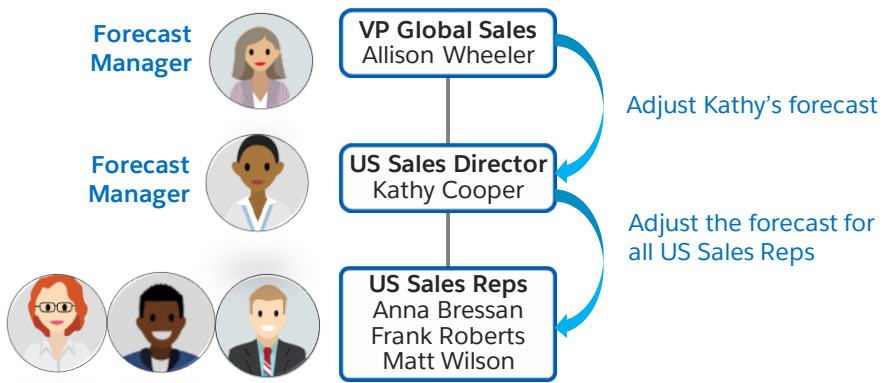 Forecast
Manager
VP Global Sales
Allison Wheeler
Adjust Kathy's forecast
Forecast
Manager
US Sales Director
Kathy Cooper
Adjust the forecast for
all US Sales Reps
US Sales Reps
Anna Bressan
Frank Roberts
Matt Wilson